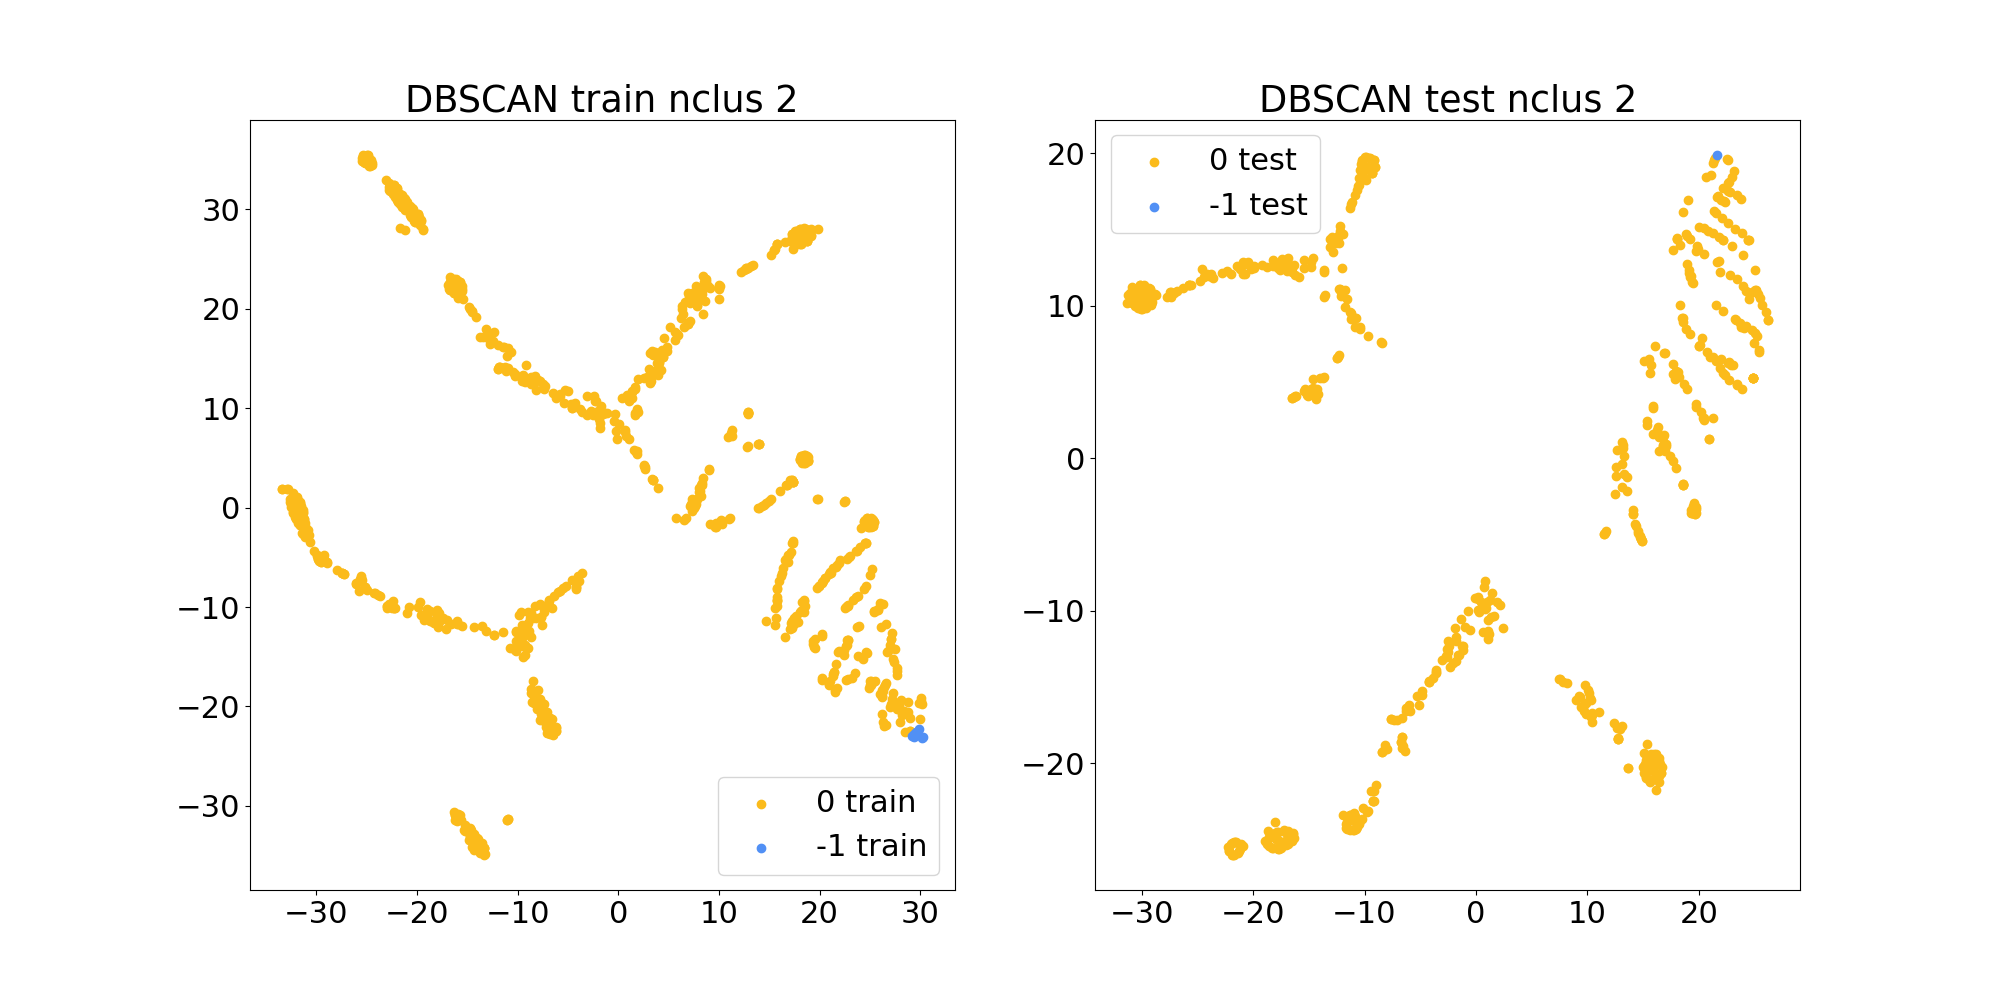 DBSCAN train nclus 2
30
20
10
0
−10
−20
−30
−30 −20 −10 0 10 20 30
0 train
-1 train
DBSCAN test nclus 2
0 test
-1 test
20
10
0
−10
−20
−30 −20 −10 0 10 20